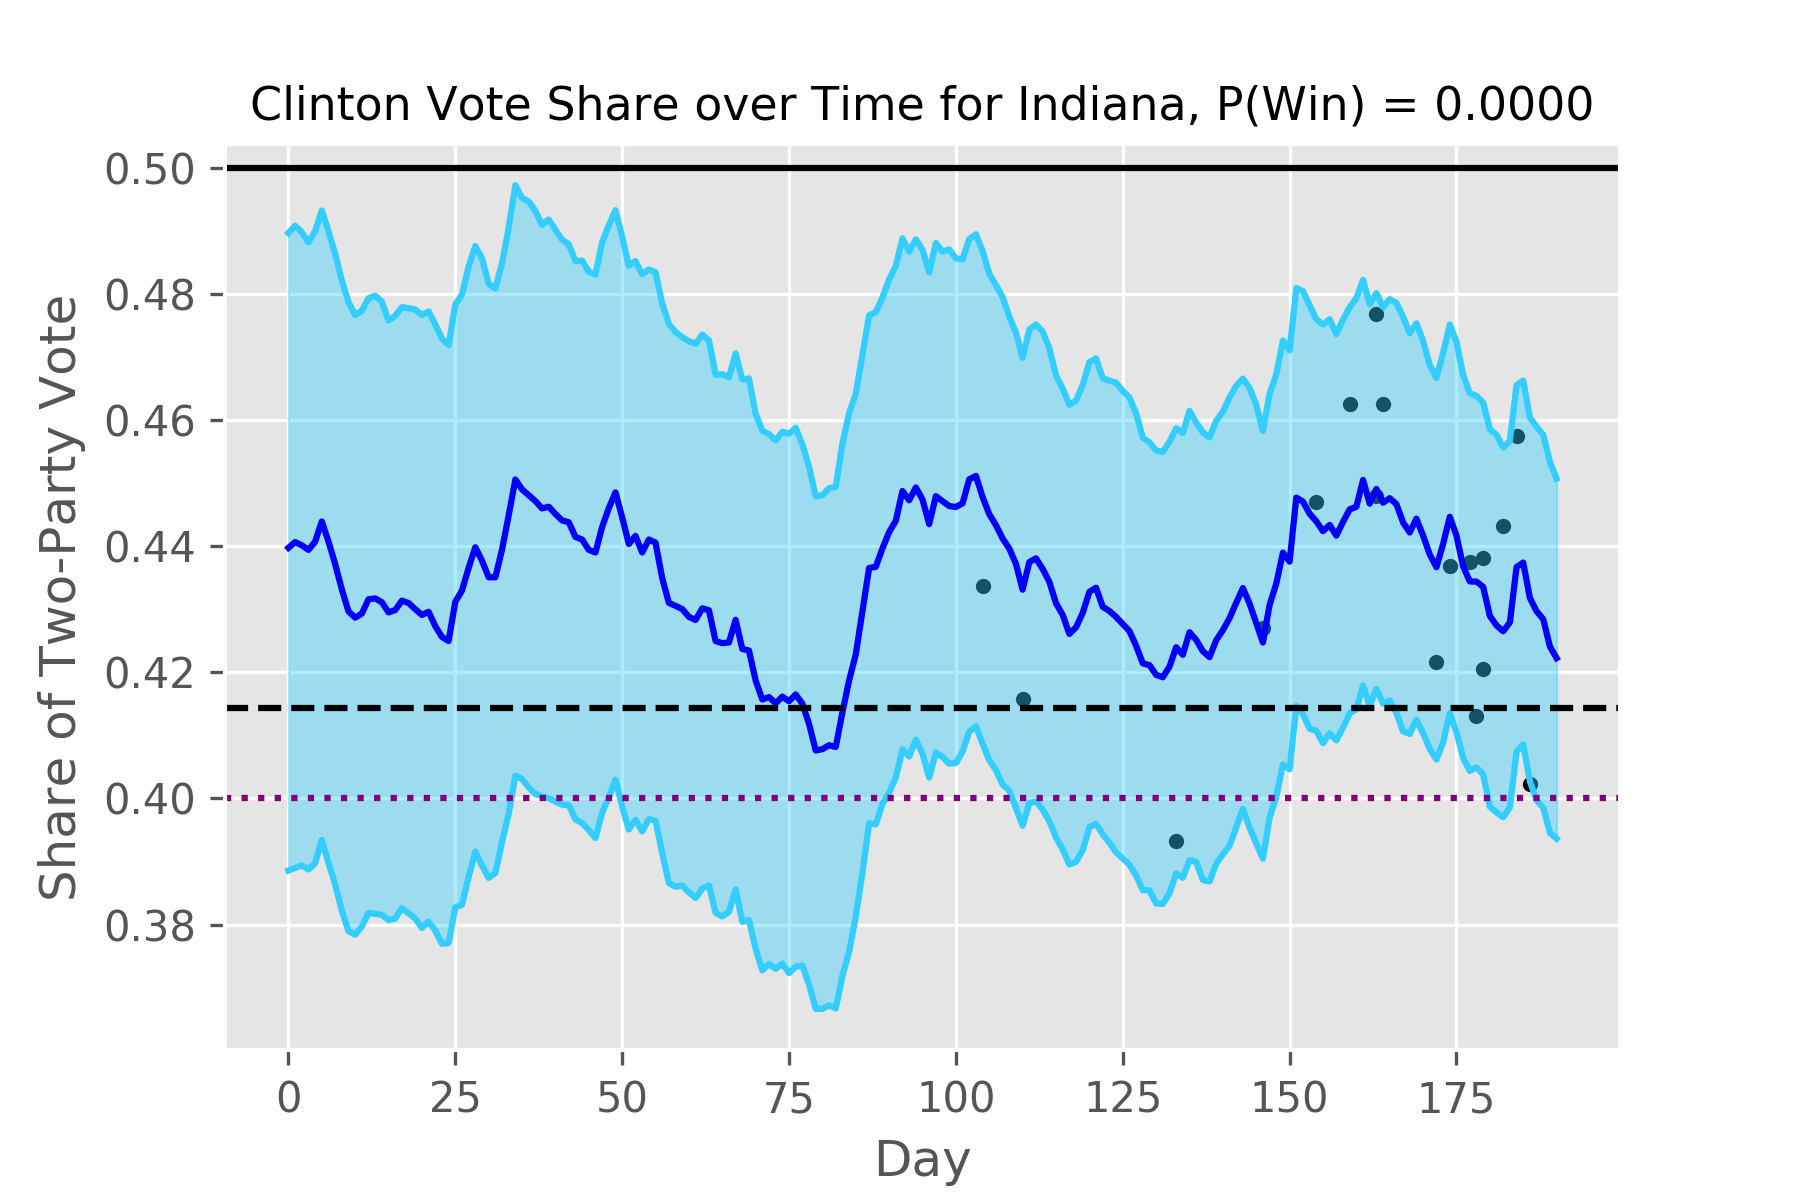 Clinton Vote Share over Time for Indiana, P(Win) = 0.0000
Share of Two-Party Vote
0.50
0.48
0.46
0.44
0.42
0.40
0.38
0 25 50 75 100 125 150 175
Day